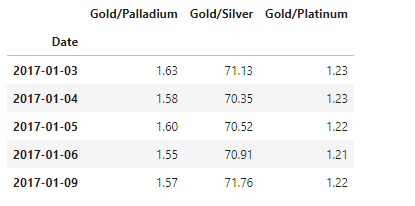 Gold/Palladium Gold/Silver Gold/Platinum
Date
2017-01-03 1.63 71.13 1.23
2017-01-04 1.58 70.35 1.23
2017-01-05 1.60 70.52 1.22
2017-01-06 1.55 70.91 1.21
2017-01-09 1.57 71.76 1.22